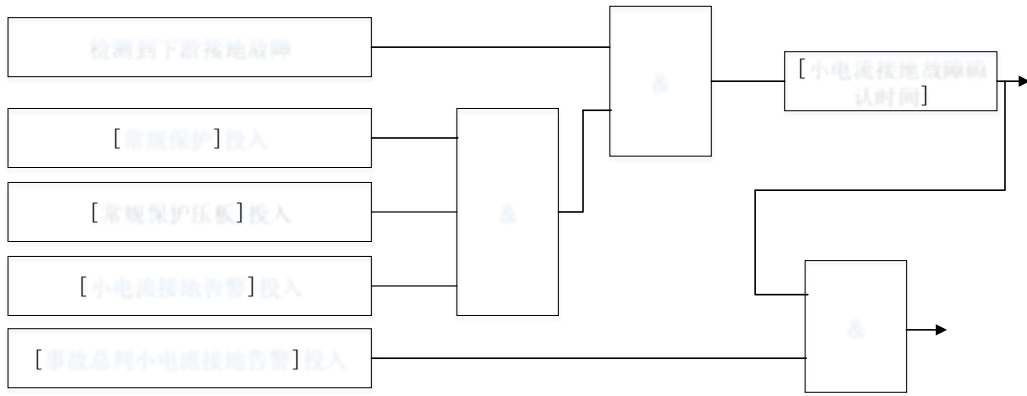 检测到下游接地故障
&
[小电流接地故障确
认时间]
[常规保护]投入
[常规保护压板]投入
&
[小电流接地告警]投入
&
[事故总判小电流接地告警]投入